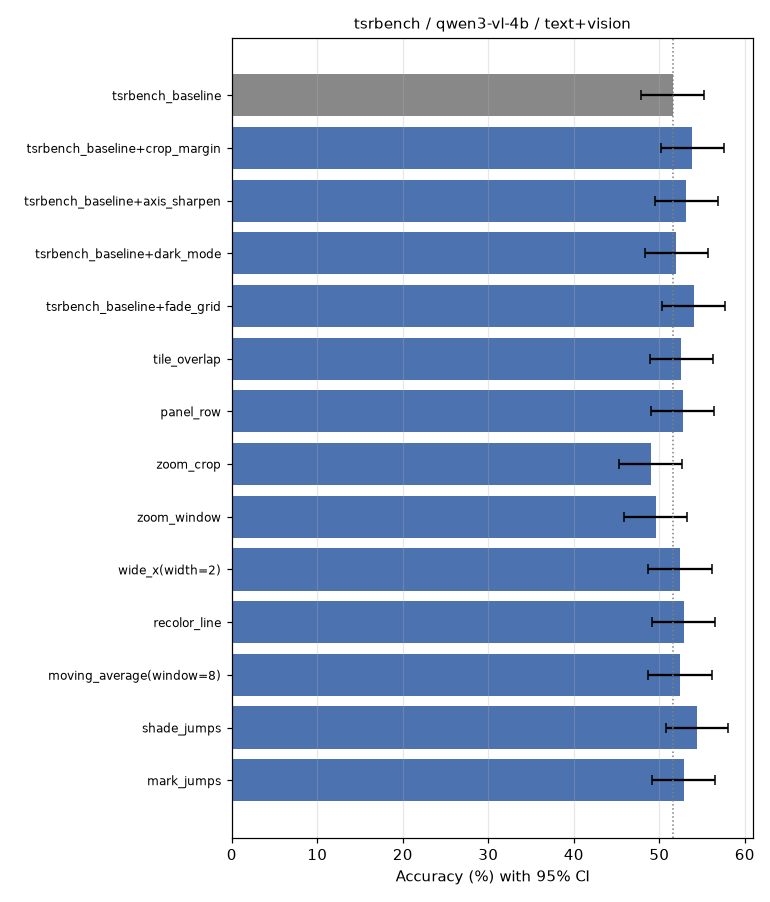 tsrbench / qwen3-vl-4b / text+vision
tsrbench_baseline
tsrbench_baseline+crop_margin
tsrbench_baseline+axis_sharpen
tsrbench_baseline+dark_mode
tsrbench_baseline+fade_grid
tile_overlap
panel_row
zoom_crop
zoom_window
wide_x(width=2)
recolor_line
moving_average(window=8)
shade_jumps
mark_jumps
0 10 20 30 40 50 60
Accuracy (%) with 95% CI